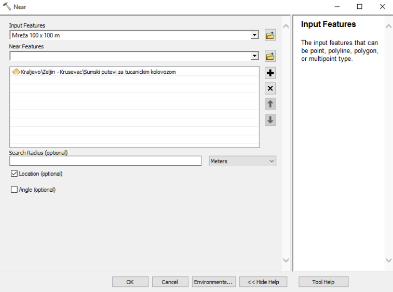 Near
Input Features
Mreža 100 x 100 m
Near Features
Kraljevo\Zeljin - Krusevac\Sumski putevi sa tucanickim kolovozom
Search Radius (optional)
Meters
Location (optional)
Angle (optional)
OK
Cancel
Environments...
<< Hide Help
Tool Help
Input Features
The input features that can
be point, polyline, polygon,
or multipoint type.